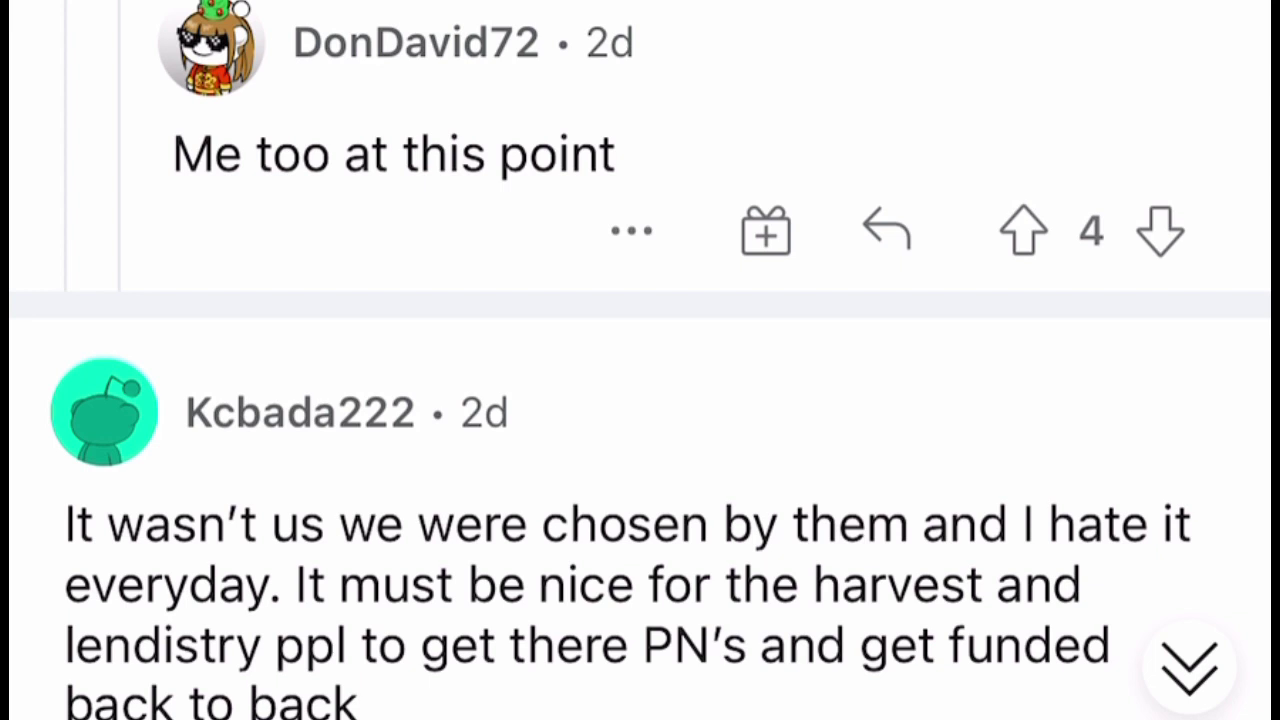 DonDavid72 • 2d
Me too at this point
4
Kcbada222 • 2d
It wasn’t us we were chosen by them and I hate it
everyday. It must be nice for the harvest and
lendistry ppl to get there PN’s and get funded
back to back